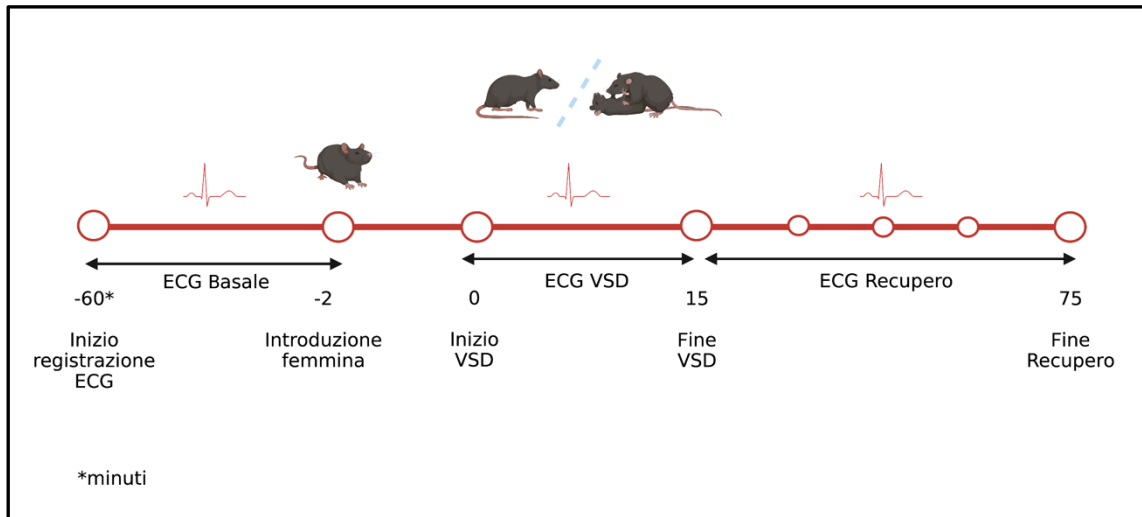 ECG Basale
ECG VSD
ECG Recupero
-60*
-2
0
15
75
Inizio
registrazione
ECG
Introduzione
femmina
Inizio
VSD
Fine
VSD
Fine
Recupero
*minuti